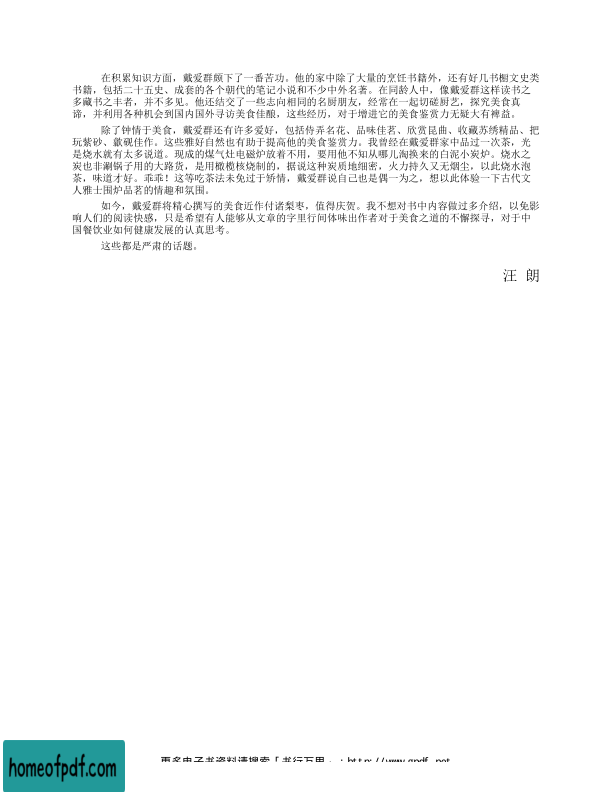 在积累知识方面，戴爱群颇下了一番苦功。他的家中除了大量的烹饪书籍外，还有好几书橱文史类
书籍，包括二十五史、成套的各个朝代的笔记小说和不少中外名著。在同龄人中，像戴爱群这样读书之
多藏书之丰者，并不多见。他还结交了一些志向相同的名厨朋友，经常在一起切磋厨艺，探究美食真
谛，并利用各种机会到国内国外寻访美食佳酿，这些经历，对于增进它的美食鉴赏力无疑大有裨益。
除了钟情于美食，戴爱群还有许多爱好，包括侍弄名花、品味佳茗、欣赏昆曲、收藏苏绣精品、把
玩紫砂、歙砚佳作。这些雅好自然也有助于提高他的美食鉴赏力。我曾经在戴爱群家中品过一次茶，光
是烧水就有太多说道。现成的煤气灶电磁炉放着不用，要用他不知从哪儿淘换来的白泥小炭炉。烧水之
炭也非涮锅子用的大路货，是用橄榄核烧制的，据说这种炭质地细密，火力持久又无烟尘，以此烧水泡
茶，味道才好。乖乖！这等吃茶法未免过于矫情，戴爱群说自己也是偶一为之，想以此体验一下古代文
人雅士围炉品茗的情趣和氛围。
如今，戴爱群将精心撰写的美食近作付诸梨枣，值得庆贺。我不想对书中内容做过多介绍，以免影
响人们的阅读快感，只是希望有人能够从文章的字里行间体味出作者对于美食之道的不懈探寻，对于中
国餐饮业如何健康发展的认真思考。
这些都是严肃的话题。
汪 朗
更多电子书资料请搜索「书行万里」：http://www.gpdf.net
homeofpdf.com